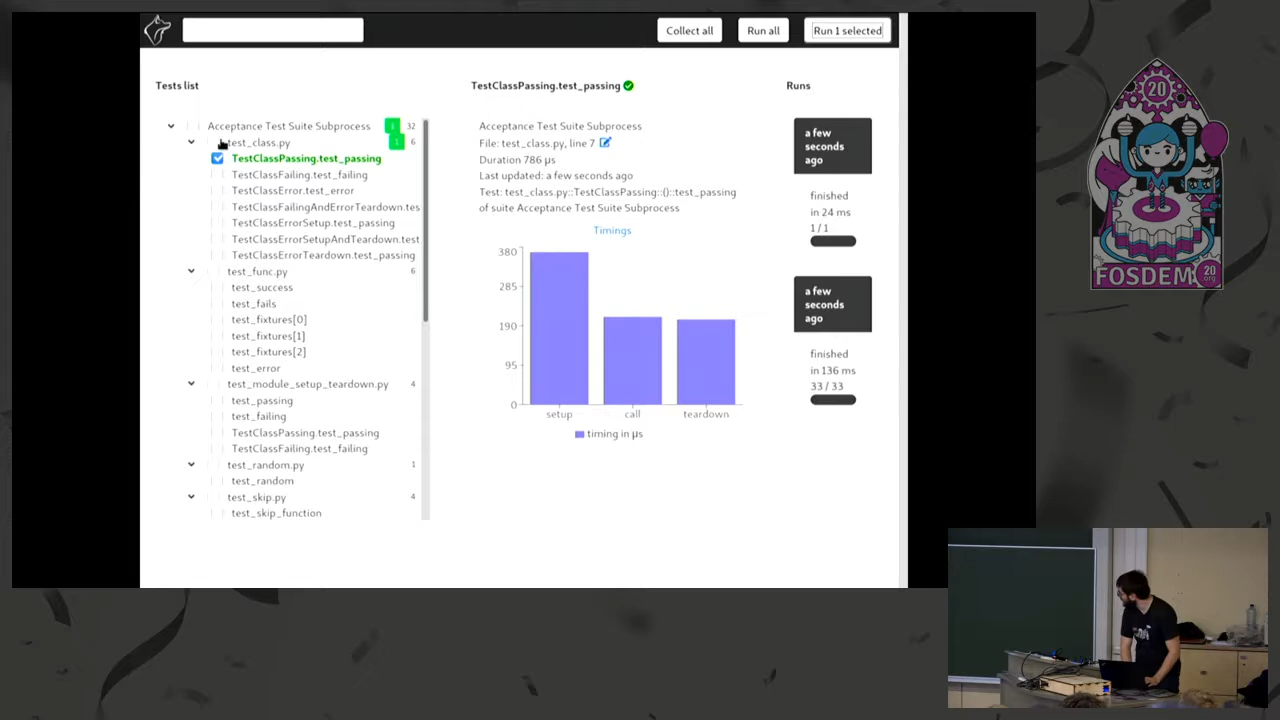 Collect all
Run all
Run 1 selected
Tests list
Acceptance Test Suite Subprocess 1 32
test_class.py 1 6
TestClassPassing.test_passing
TestClassFailing.test_failing
TestClassError.test_error
TestClassFailingAndErrorTeardown.tes
TestClassErrorSetup.test_passing
TestClassErrorSetupAndTeardown.test_
TestClassErrorTeardown.test_passing
test_func.py 6
test_success
test_fails
test_fixtures[0]
test_fixtures[1]
test_fixtures[2]
test_error
test_module_setup_teardown.py 4
test_passing
test_failing
TestClassPassing.test_passing
TestClassFailing.test_failing
test_random.py 1
test_random
test_skip.py 4
test_skip_function
TestClassPassing.test_passing
Acceptance Test Suite Subprocess
File: test_class.py, line 7
Duration 786 µs
Last updated: a few seconds ago
Test: test_class.py::TestClassPassing::()::test_passing
of suite Acceptance Test Suite Subprocess
Timings
380
285
190
95
0
setup call teardown
timing in µs
Runs
a few
seconds
ago
finished
in 24 ms
1 / 1
a few
seconds
ago
finished
in 136 ms
33 / 33
20
FOSDEM
20
.org